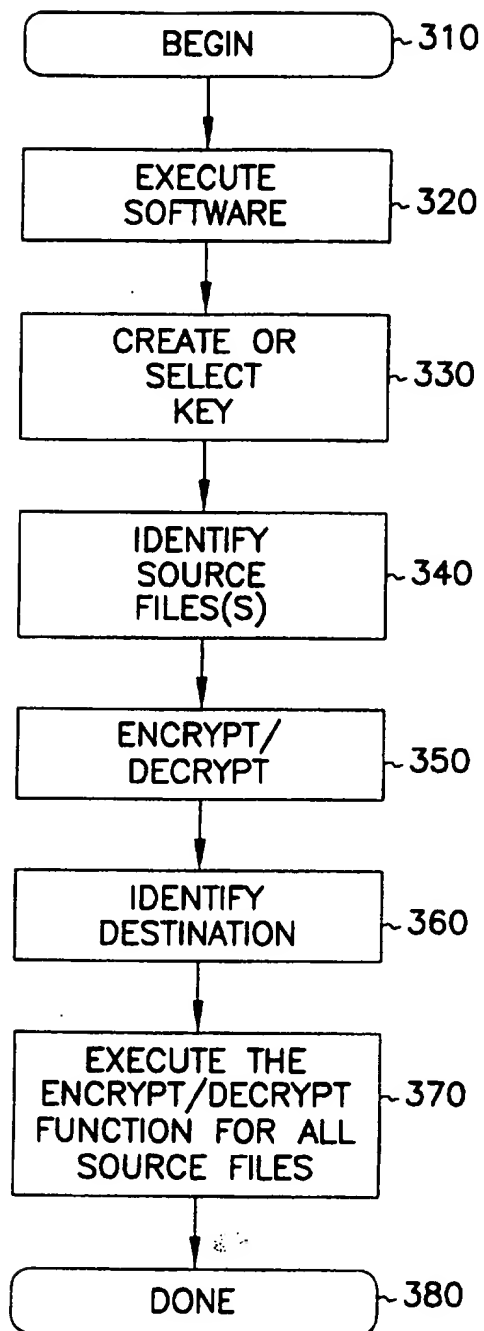 BEGIN
310
EXECUTE
SOFTWARE
320
CREATE OR
SELECT
KEY
330
IDENTIFY
SOURCE
FILES(S)
340
ENCRYPT/
DECRYPT
350
IDENTIFY
DESTINATION
360
EXECUTE THE
ENCRYPT/DECRYPT
FUNCTION FOR ALL
SOURCE FILES
370
DONE
380